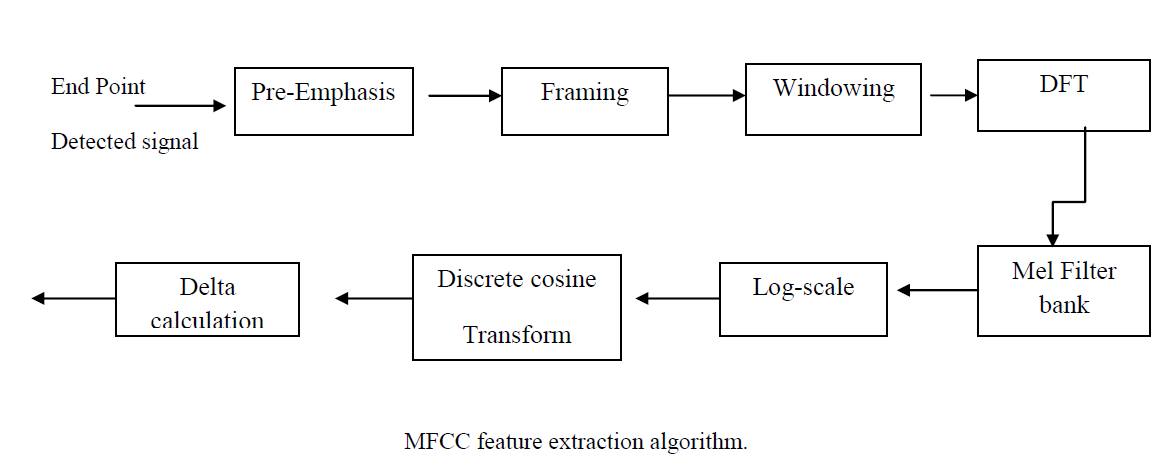 End Point
Detected signal
Pre-Emphasis
Framing
Windowing
DFT
Mel Filter
bank
Log-scale
Discrete cosine
Transform
Delta
calculation
MFCC feature extraction algorithm.